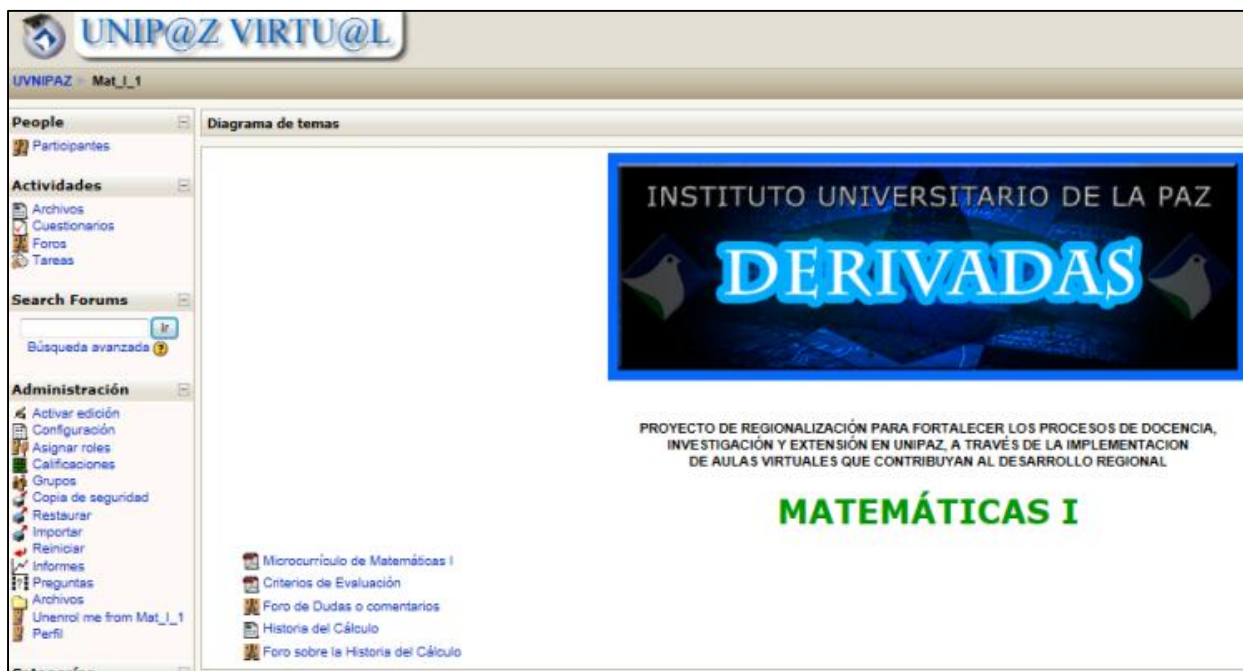 UNIP@Z VIRTU@L
UVNIPAZ ► Mat_I_1
People
Participantes
Actividades
Archivos
Cuestionarios
Foros
Tareas
Search Forums
Ir
Búsqueda avanzada
Administración
Activar edición
Configuración
Asignar roles
Calificaciones
Grupos
Copia de seguridad
Restaurar
Importar
Reiniciar
Informes
Preguntas
Archivos
Unenrol me from Mat_I_1
Perfil
Diagrama de temas
INSTITUTO UNIVERSITARIO DE LA PAZ
DERIVADAS
PROYECTO DE REGIONALIZACIÓN PARA FORTALECER LOS PROCESOS DE DOCENCIA,
INVESTIGACIÓN Y EXTENSIÓN EN UNIPAZ, A TRAVÉS DE LA IMPLEMENTACION
DE AULAS VIRTUALES QUE CONTRIBUYAN AL DESARROLLO REGIONAL
MATEMÁTICAS I
Microcurrículo de Matemáticas I
Criterios de Evaluación
Foro de Dudas o comentarios
Historia del Cálculo
Foro sobre la Historia del Cálculo